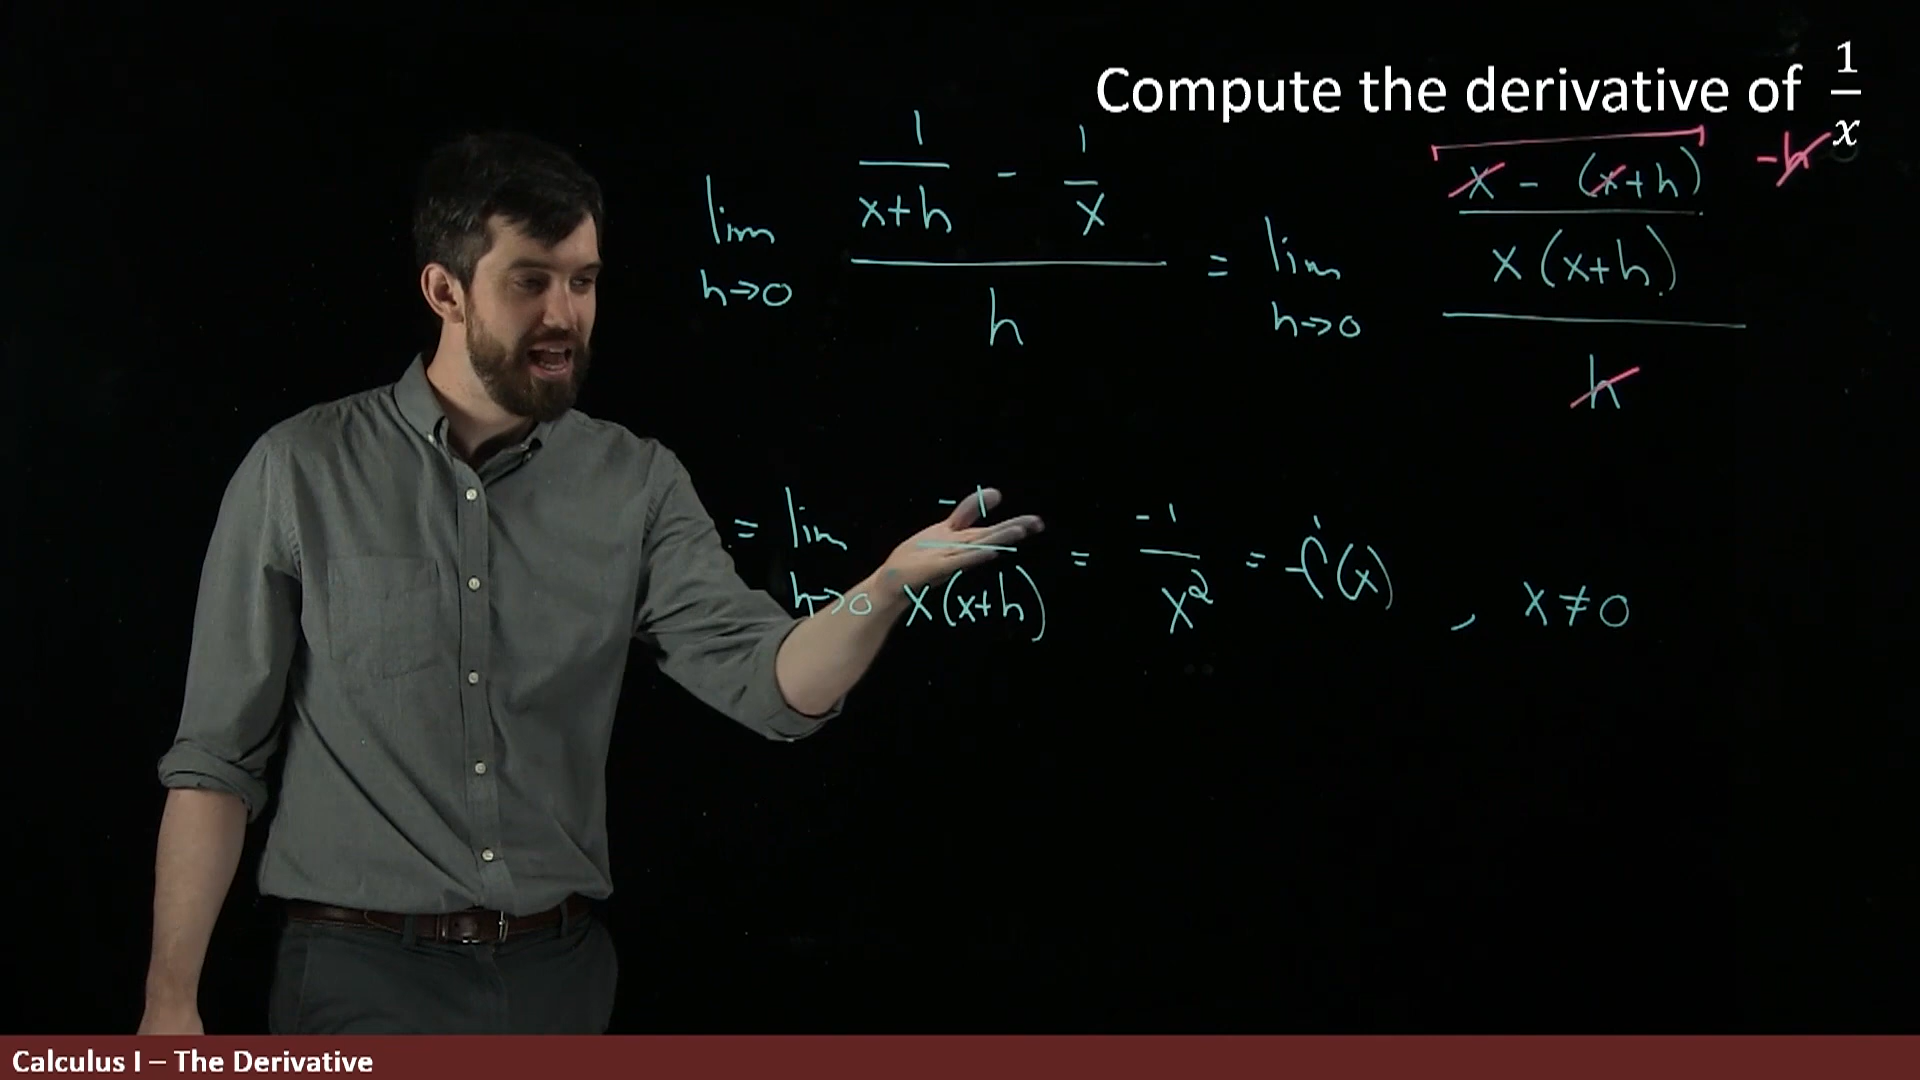 Compute the derivative of 1/x
lim h→0 (1/(x+h) - 1/x)/h = lim h→0 ((x - (x+h))/(x(x+h)))/h
-h
= lim h→0 -1/(x(x+h)) = -1/x² = f'(x) , x≠0
Calculus I – The Derivative